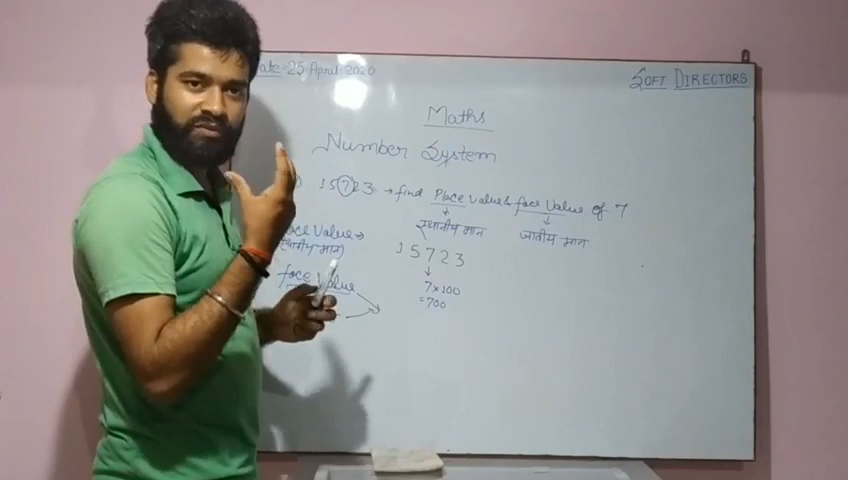 Date:- 25 April 2020
SOFT DIRECTORS
Maths
Number System
) 15723 → find Place Value & face Value of 7
स्थानीय मान
जातीय मान
ace Value →
(स्थानीय मान)
15723
face Value
7×100
=700